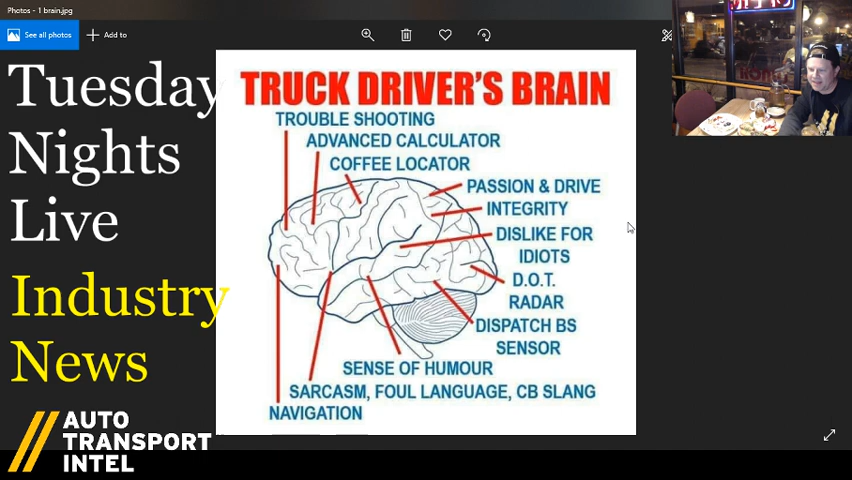 Photos - 1 brain.jpg
See all photos
Add to
Tuesday
Nights
Live
Industry
News
AUTO
TRANSPORT
INTEL
TRUCK DRIVER'S BRAIN
TROUBLE SHOOTING
ADVANCED CALCULATOR
COFFEE LOCATOR
PASSION & DRIVE
INTEGRITY
DISLIKE FOR
IDIOTS
D.O.T.
RADAR
DISPATCH BS
SENSOR
SENSE OF HUMOUR
SARCASM, FOUL LANGUAGE, CB SLANG
NAVIGATION